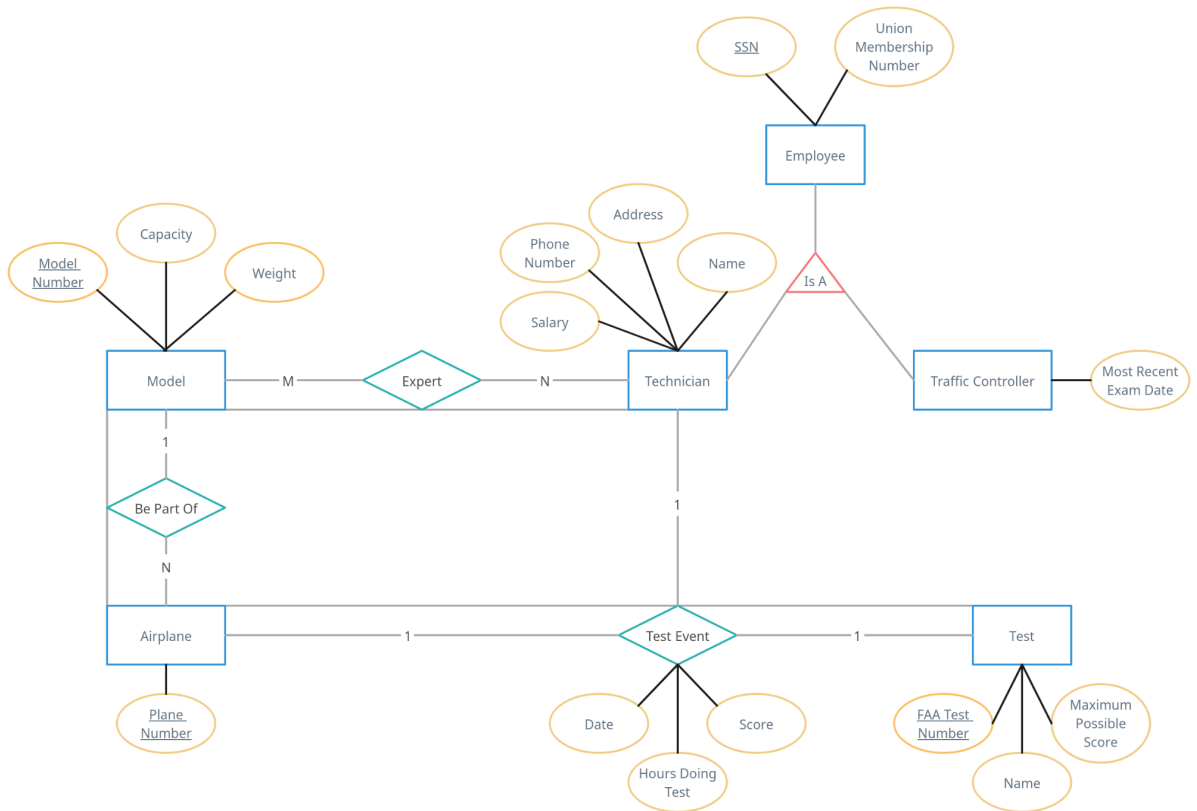 SSN
Union
Membership
Number
Employee
Address
Phone
Number
Name
Salary
Is A
Capacity
Model
Number
Weight
Model
M
Expert
N
Technician
Traffic Controller
Most Recent
Exam Date
1
Be Part Of
N
1
Airplane
1
Test Event
1
Test
Plane
Number
Date
Hours Doing
Test
Score
FAA Test
Number
Name
Maximum
Possible
Score